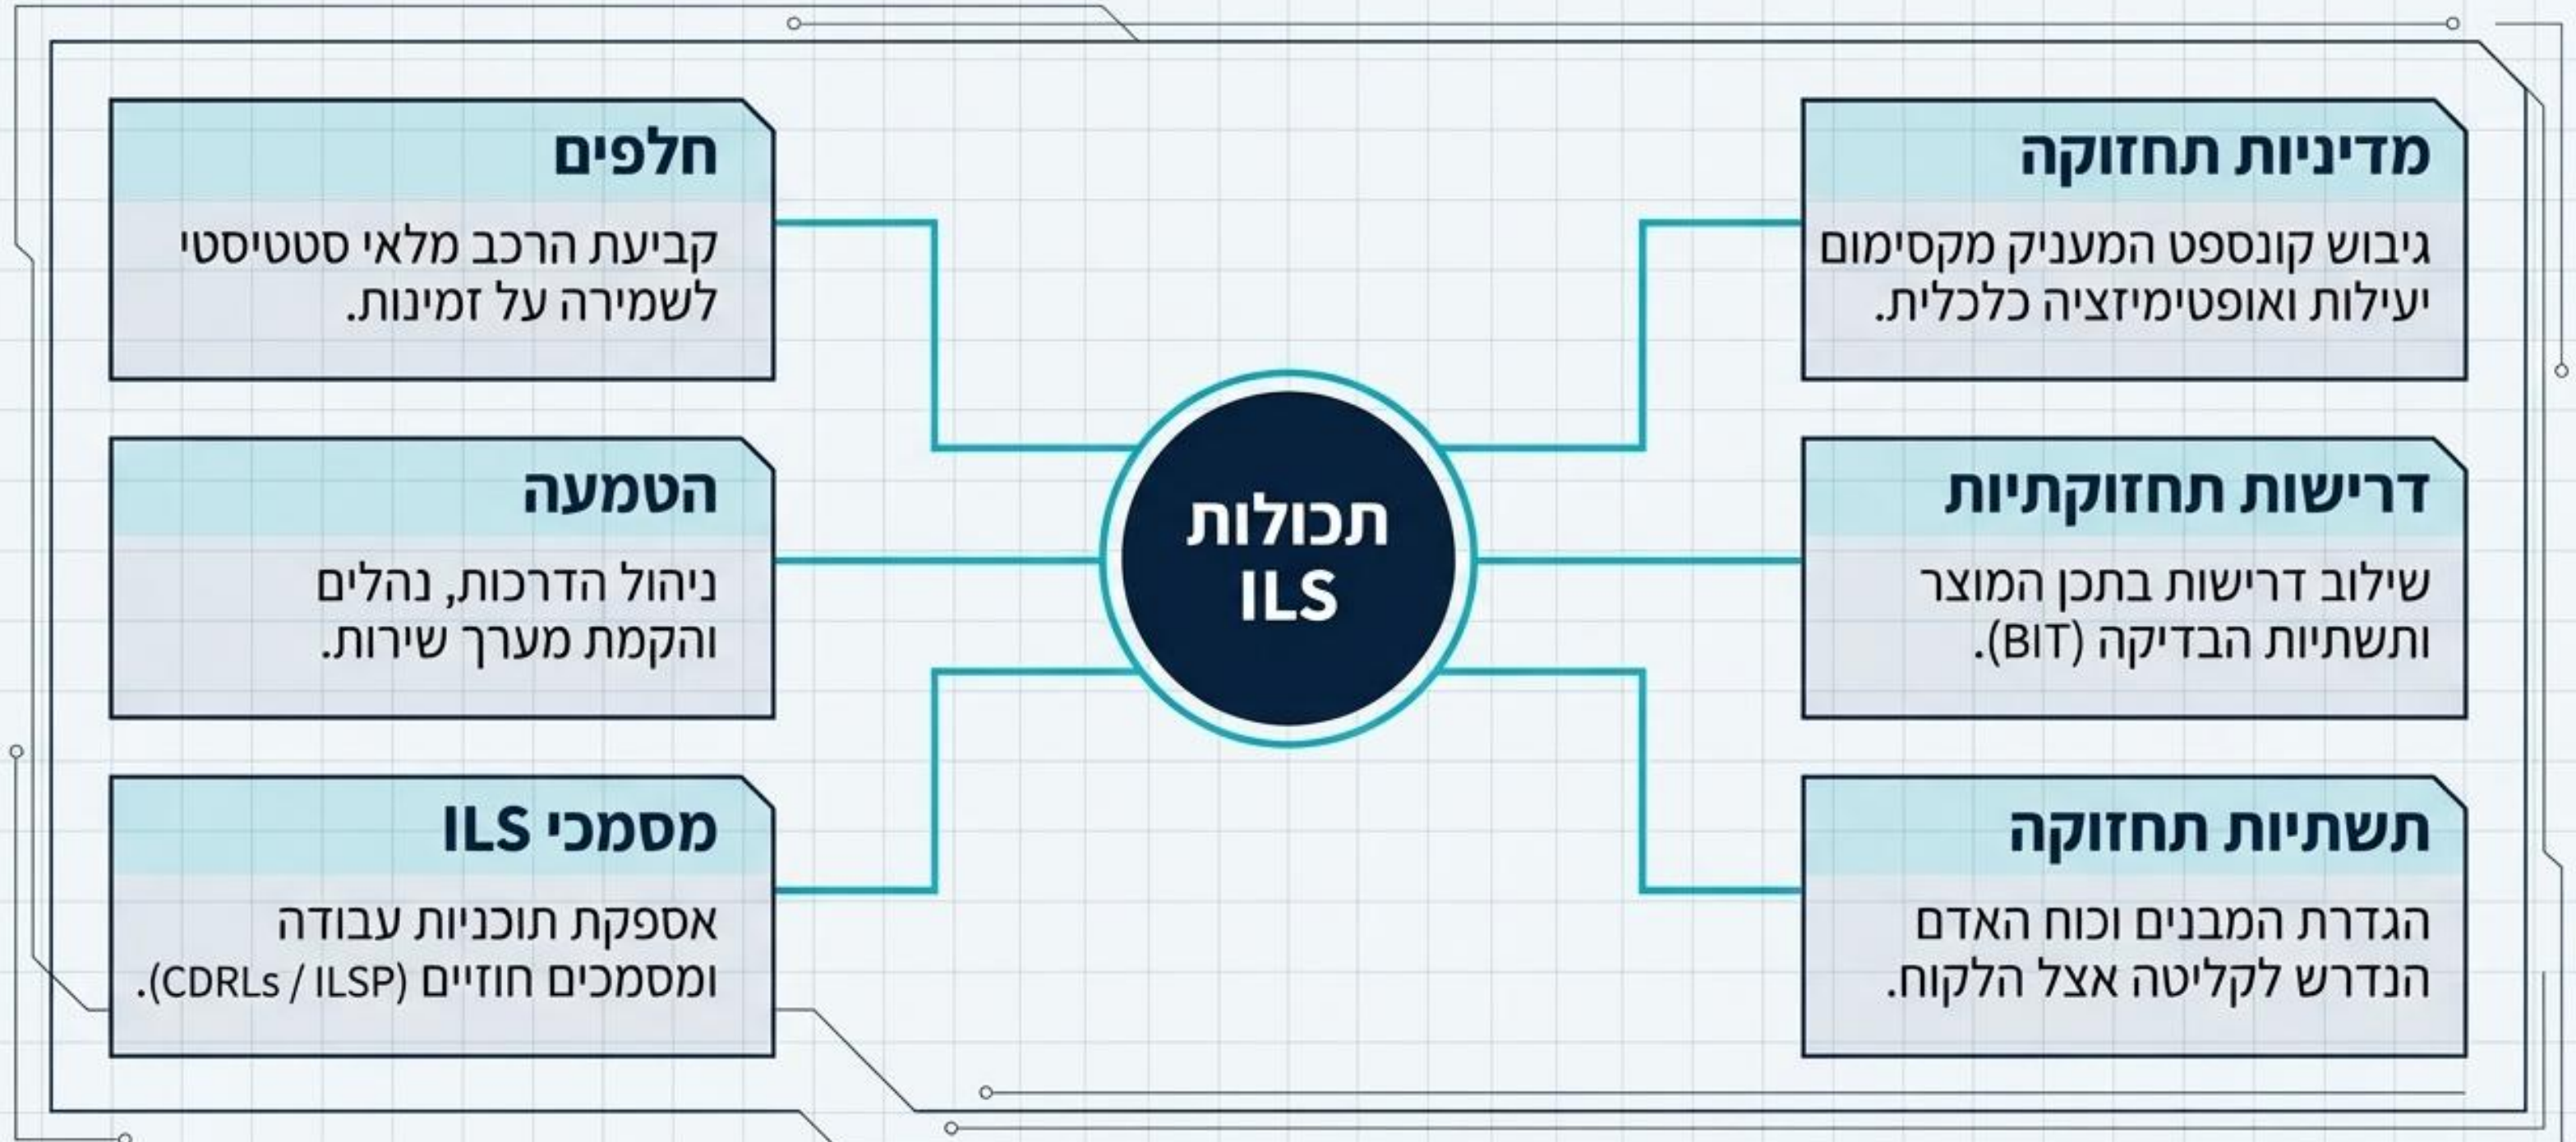 מדיניות תחזוקה
גיבוש קונספט המעניק מקסימום
יעילות ואופטימיזציה כלכלית.
דרישות תחזוקתיות
שילוב דרישות בתכן המוצר
ותשתיות הבדיקה (BIT).
תשתיות תחזוקה
הגדרת המבנים וכוח האדם
הנדרש לקליטה אצל הלקוח.
תכולות
ILS
חלפים
קביעת הרכב מלאי סטטיסטי
לשמירה על זמינות.
הטמעה
ניהול הדרכות, נהלים
והקמת מערך שירות.
מסמכי ILS
אספקת תוכניות עבודה
ומסמכים חוזיים (CDRLs / ILSP).